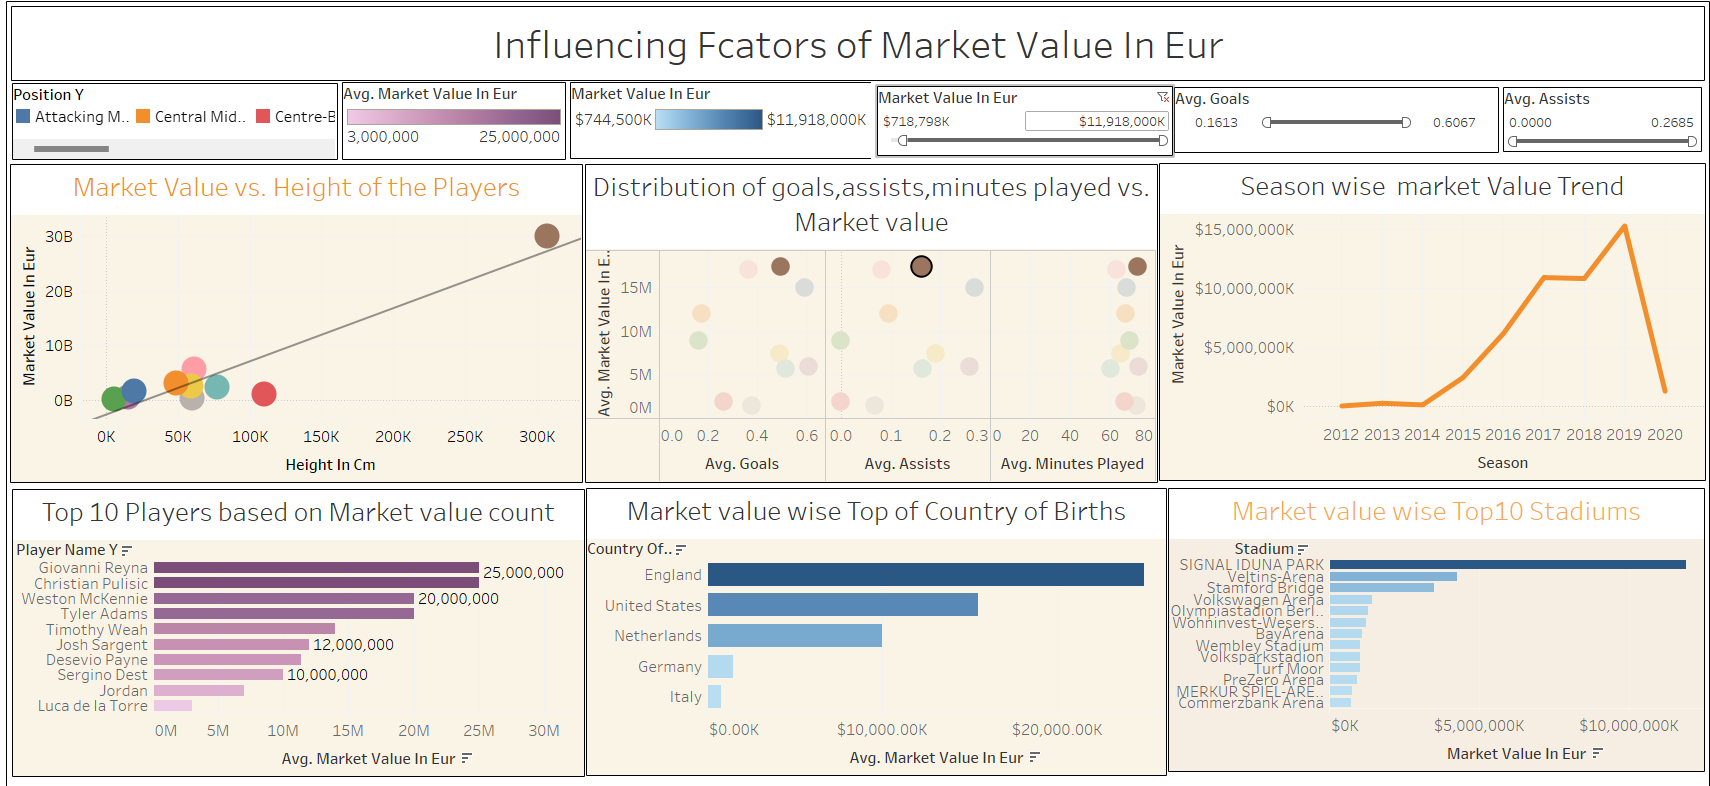 Influencing Fcators of Market Value In Eur
Position Y
Attacking M.. Central Mid.. Centre-B
Avg. Market Value In Eur
3,000,000 25,000,000
Market Value In Eur
$744,500K $11,918,000K
Market Value In Eur
$718,798K $11,918,000K
Avg. Goals
0.1613 0.6067
Avg. Assists
0.0000 0.2685
Market Value vs. Height of the Players
Market Value In Eur
30B
20B
10B
0B
0K 50K 100K 150K 200K 250K 300K
Height In Cm
Distribution of goals,assists,minutes played vs.
Market value
Avg. Market Value In E..
15M
10M
5M
0M
0.0 0.2 0.4 0.6 0.0 0.1 0.2 0.3 0 20 40 60 80
Avg. Goals Avg. Assists Avg. Minutes Played
Season wise market Value Trend
Market Value In Eur
$15,000,000K
$10,000,000K
$5,000,000K
$0K
2012 2013 2014 2015 2016 2017 2018 2019 2020
Season
Top 10 Players based on Market value count
Player Name Y
Giovanni Reyna
Christian Pulisic 25,000,000
Weston McKennie 20,000,000
Tyler Adams
Timothy Weah
Josh Sargent 12,000,000
Desevio Payne
Sergino Dest 10,000,000
Jordan
Luca de la Torre
0M 5M 10M 15M 20M 25M 30M
Avg. Market Value In Eur
Market value wise Top of Country of Births
Country Of..
England
United States
Netherlands
Germany
Italy
$0.00K $10,000.00K $20,000.00K
Avg. Market Value In Eur
Market value wise Top10 Stadiums
Stadium
SIGNAL IDUNA PARK
Veltins-Arena
Stamford Bridge
Volkswagen Arena
Olympiastadion Berl..
Wohninvest-Wesers..
BayArena
Wembley Stadium
Volksparkstadion
Turf Moor
PreZero Arena
MERKUR SPIEL-ARE..
Commerzbank Arena
$0K $5,000,000K $10,000,000K
Market Value In Eur